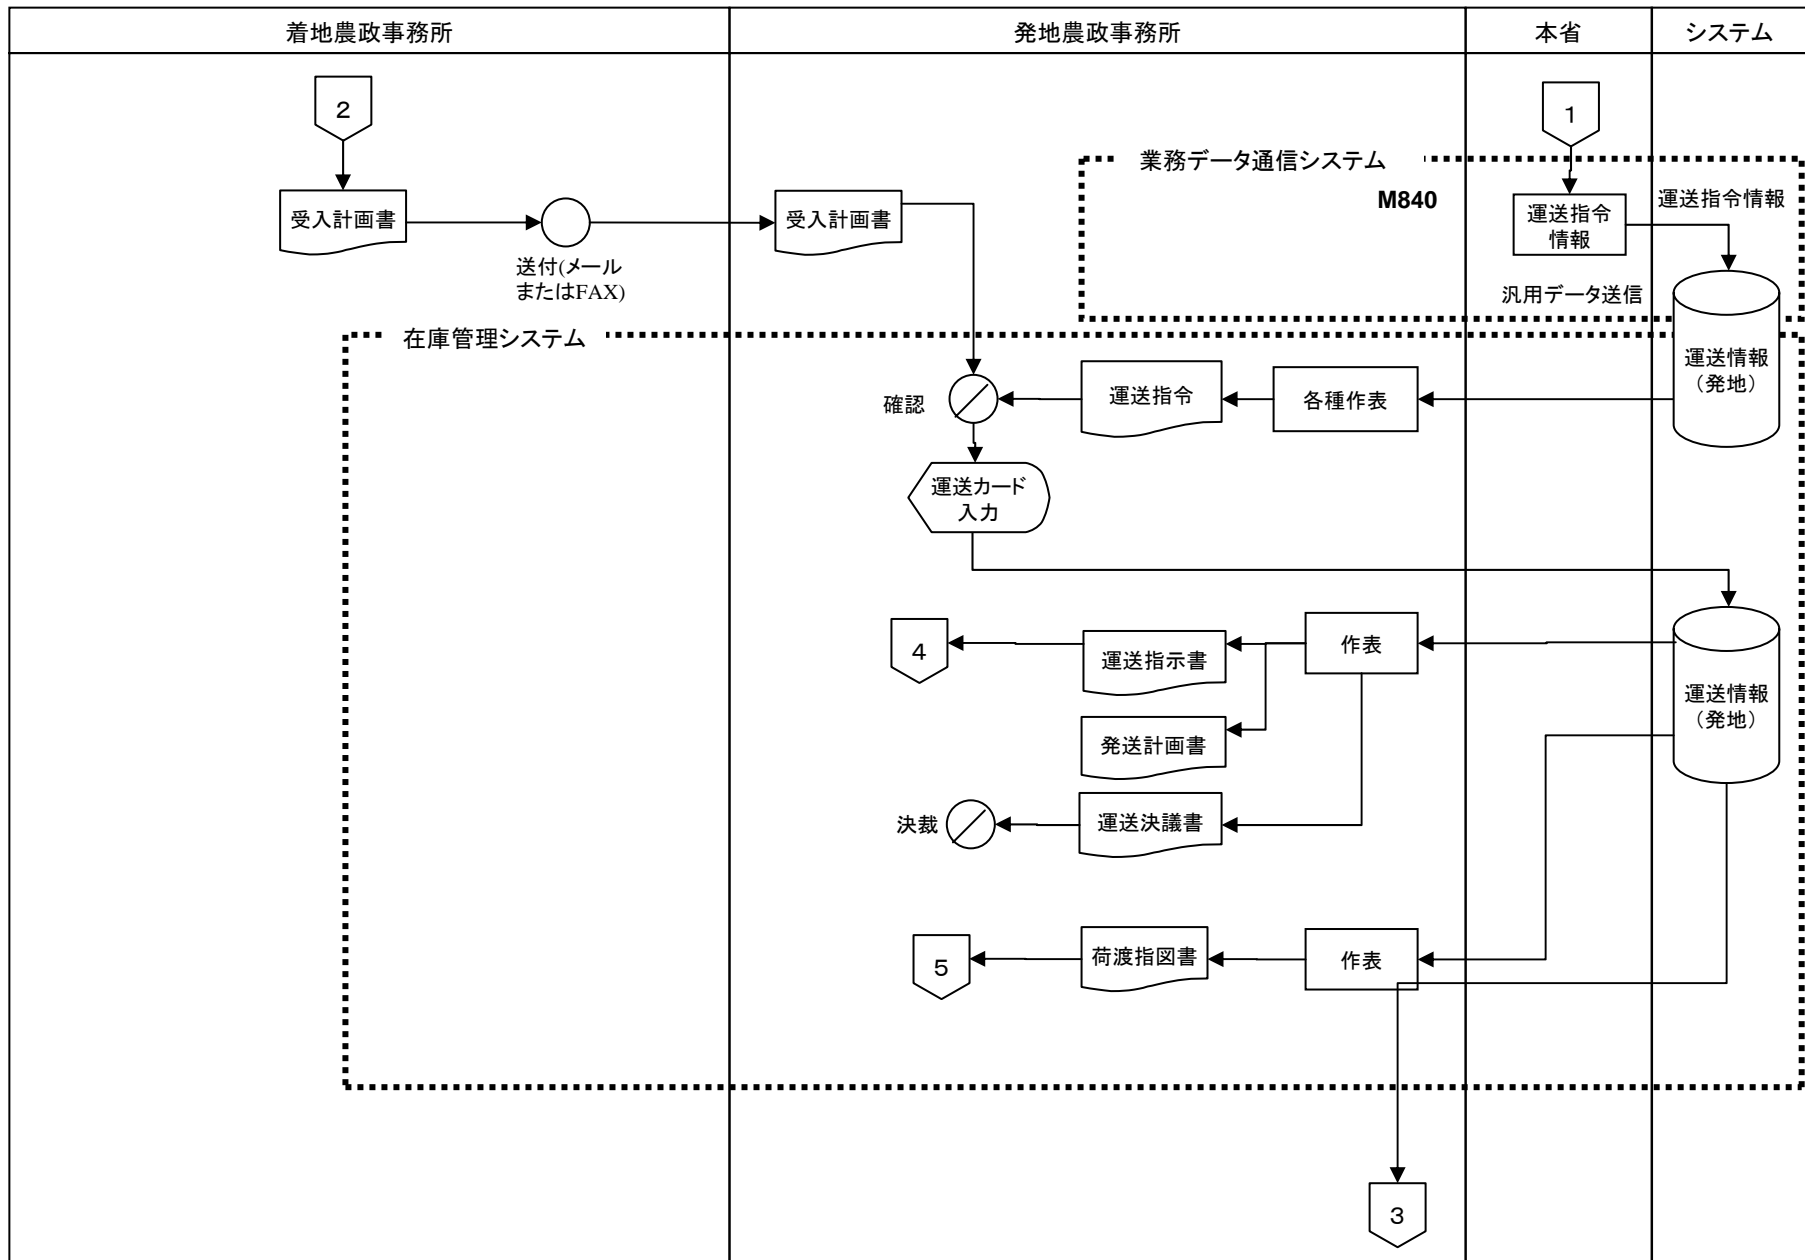 着地農政事務所
発地農政事務所
本省
システム
2
1
業務データ通信システム
M840
受入計画書
送付(メール
またはFAX)
受入計画書
運送指令
情報
運送指令情報
汎用データ送信
在庫管理システム
運送情報
（発地）
確認
運送指令
各種作表
運送カード
入力
4
運送指示書
作表
運送情報
（発地）
発送計画書
決裁
運送決議書
5
荷渡指図書
作表
3